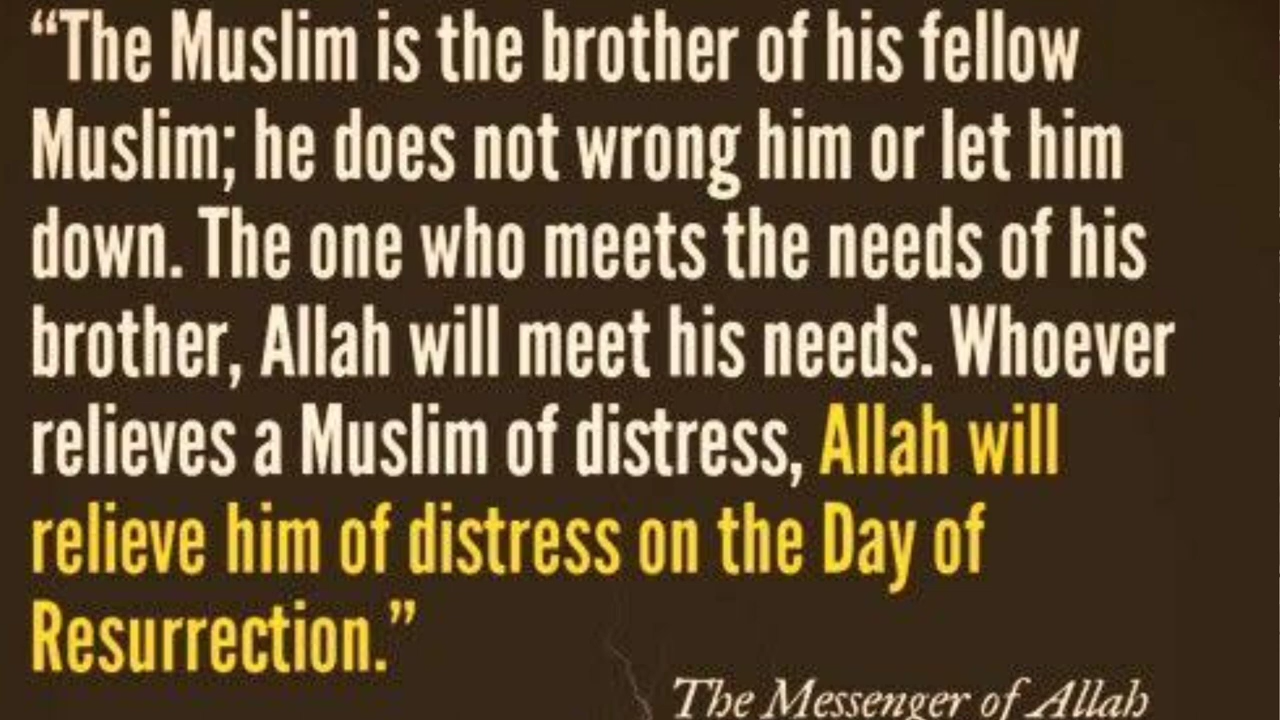 “The Muslim is the brother of his fellow
Muslim; he does not wrong him or let him
down. The one who meets the needs of his
brother, Allah will meet his needs. Whoever
relieves a Muslim of distress, Allah will
relieve him of distress on the Day of
Resurrection.”
The Messenger of Allah